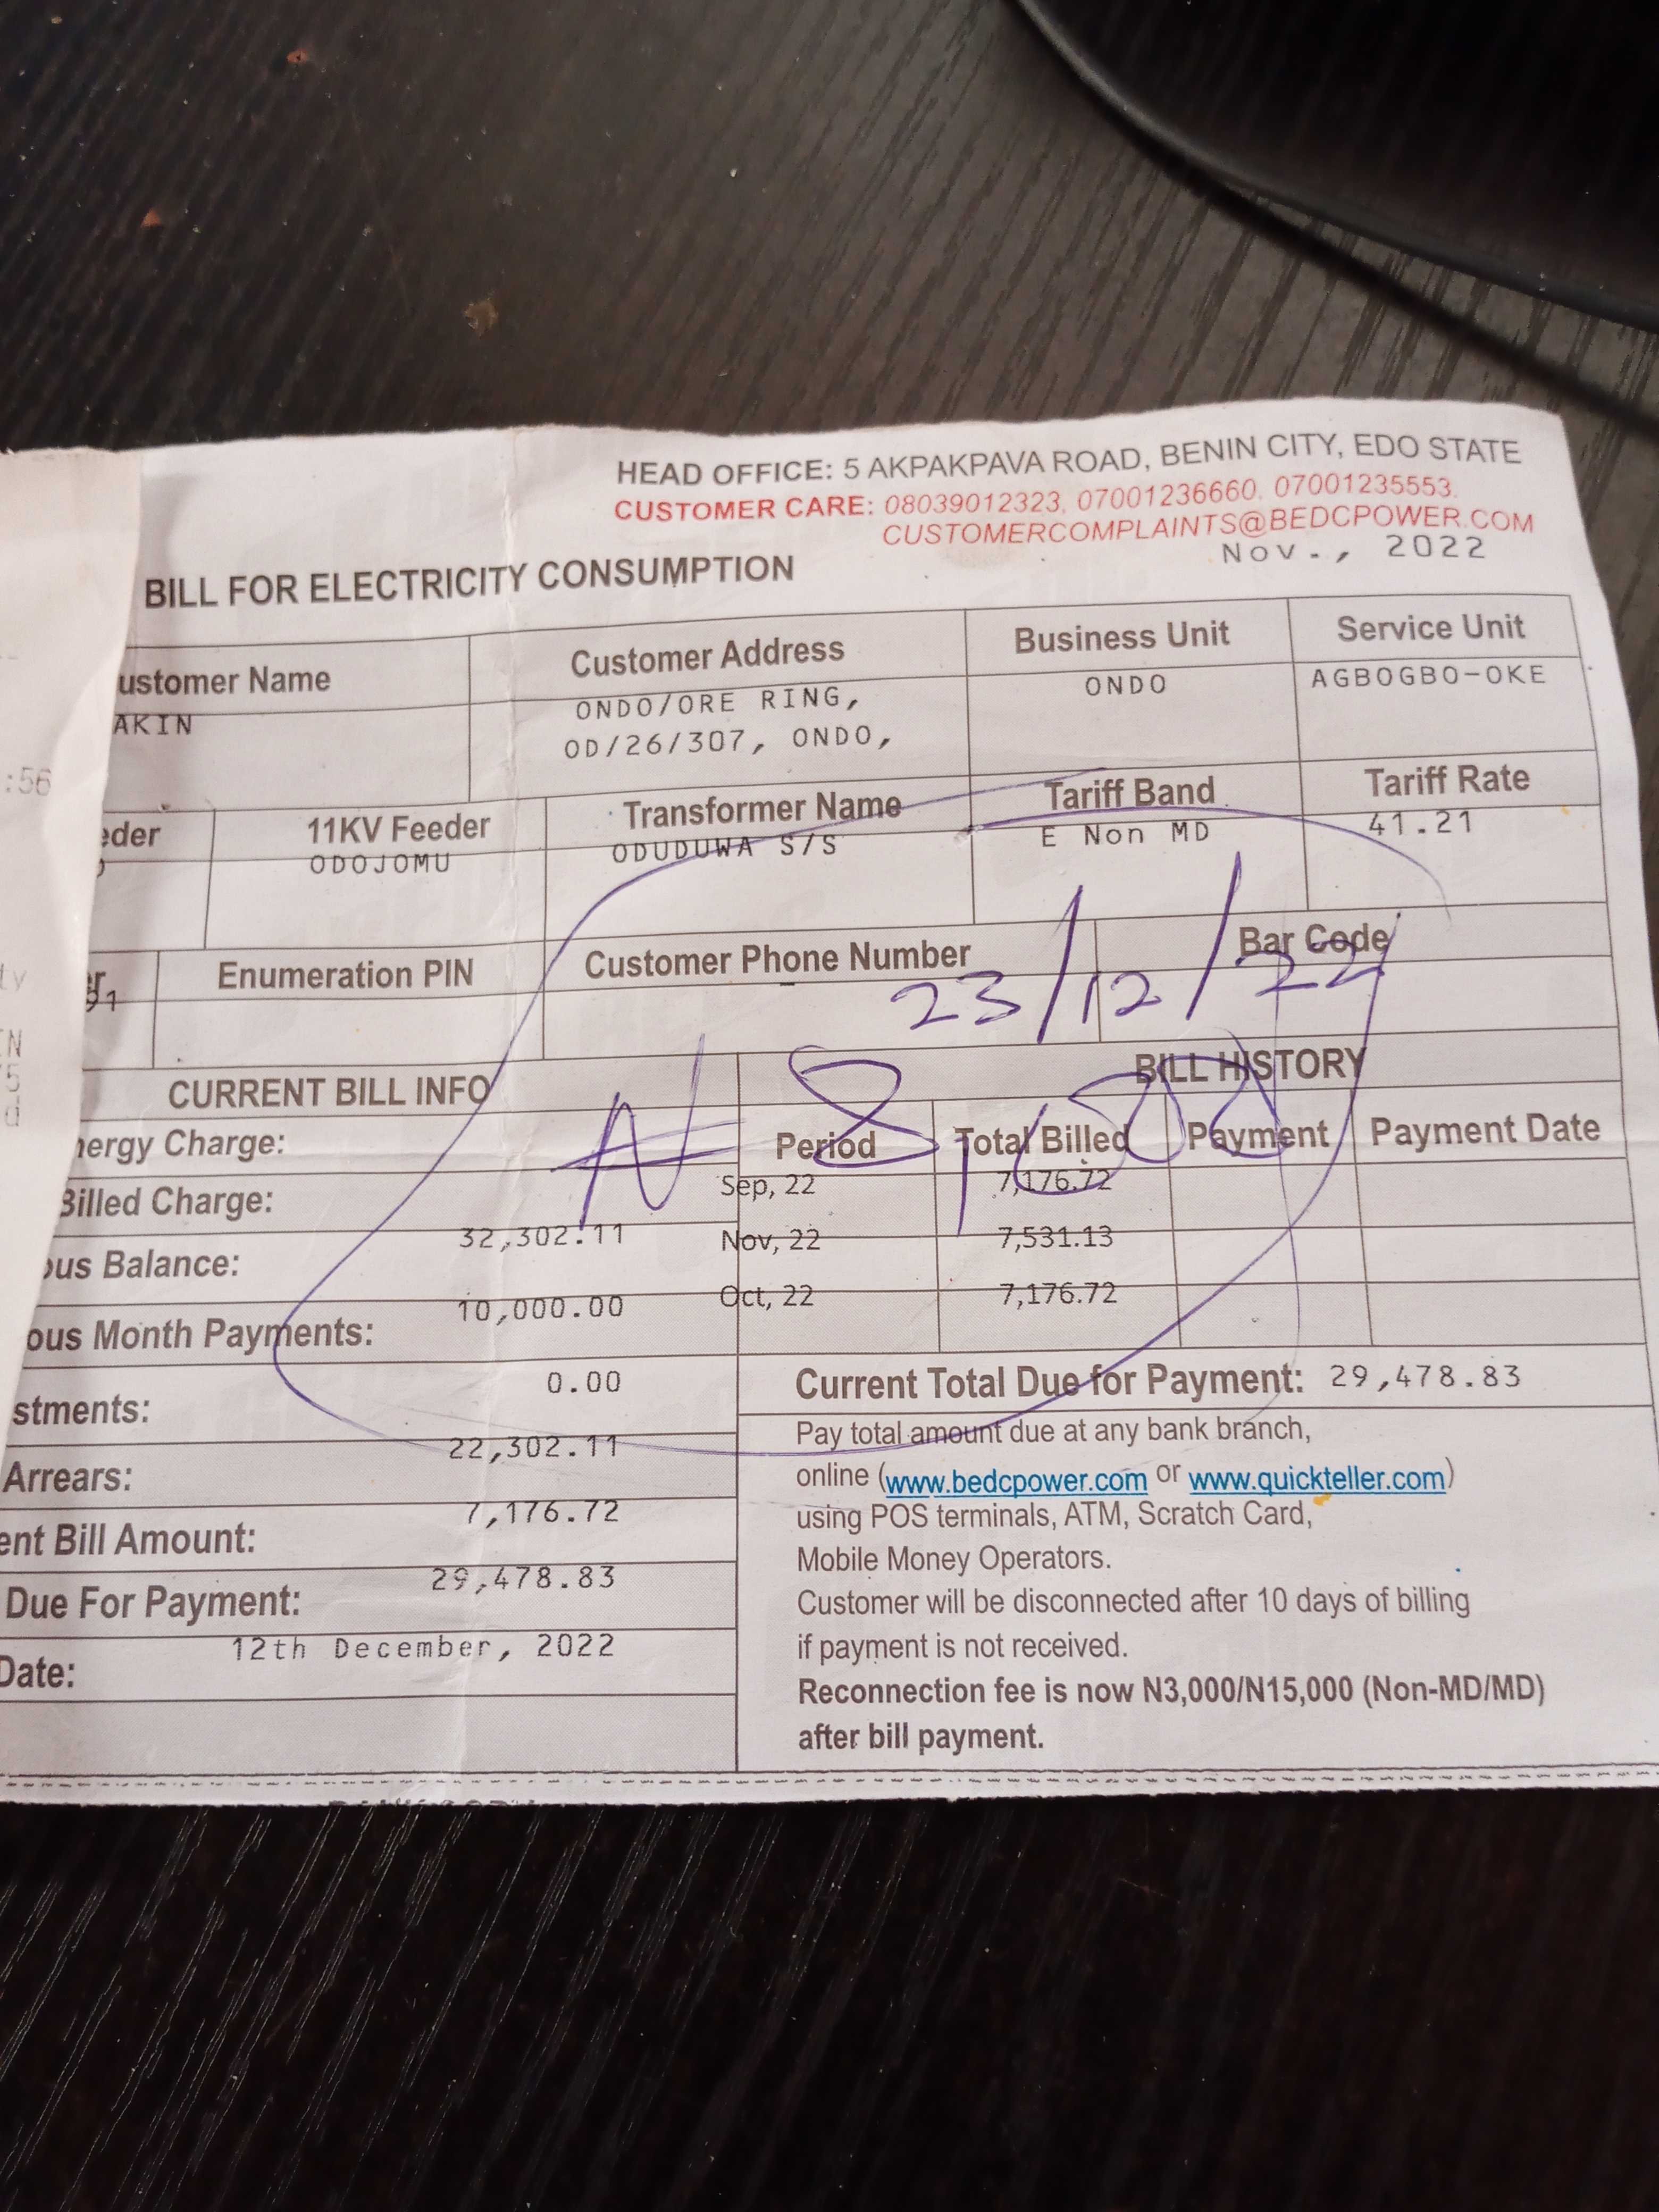 HEAD OFFICE: 5 AKPAKPAVA ROAD, BENIN CITY, EDO STATE
CUSTOMER CARE: 08039012323, 07001236660, 07001235553.
CUSTOMERCOMPLAINTS@BEDCPOWER.COM
Nov., 2022
BILL FOR ELECTRICITY CONSUMPTION
ustomer Name Customer Address Business Unit Service Unit
AKIN ONDO/ORE RING, ONDO AGBOGBO-OKE
OD/26/307, ONDO,
:56
eder 11KV Feeder Transformer Name Tariff Band Tariff Rate
ODOJOMU ODUDUWA S/S E Non MD 41.21
Enumeration PIN Customer Phone Number Bar Code
23/12/22
CURRENT BILL INFO BILL HISTORY
nergy Charge: Period Total Billed Payment Payment Date
Billed Charge: Sep, 22 7,176.72
32,302.11 Nov, 22 7,531.13
ous Balance:
10,000.00 Oct, 22 7,176.72
ous Month Payments:
0.00 Current Total Due for Payment: 29,478.83
stments:
22,302.11 Pay total amount due at any bank branch,
Arrears: online (www.bedcpower.com or www.quickteller.com)
7,176.72 using POS terminals, ATM, Scratch Card,
ent Bill Amount: Mobile Money Operators.
29,478.83 Customer will be disconnected after 10 days of billing
Due For Payment:
12th December, 2022 if payment is not received.
Date: Reconnection fee is now N3,000/N15,000 (Non-MD/MD)
after bill payment.